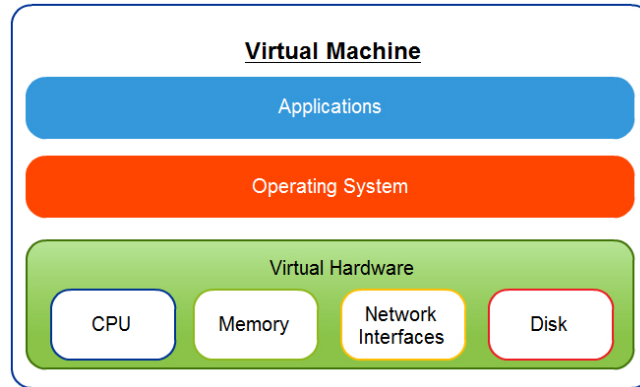 Virtual Machine
Applications
Operating System
Virtual Hardware
CPU
Memory
Network
Interfaces
Disk